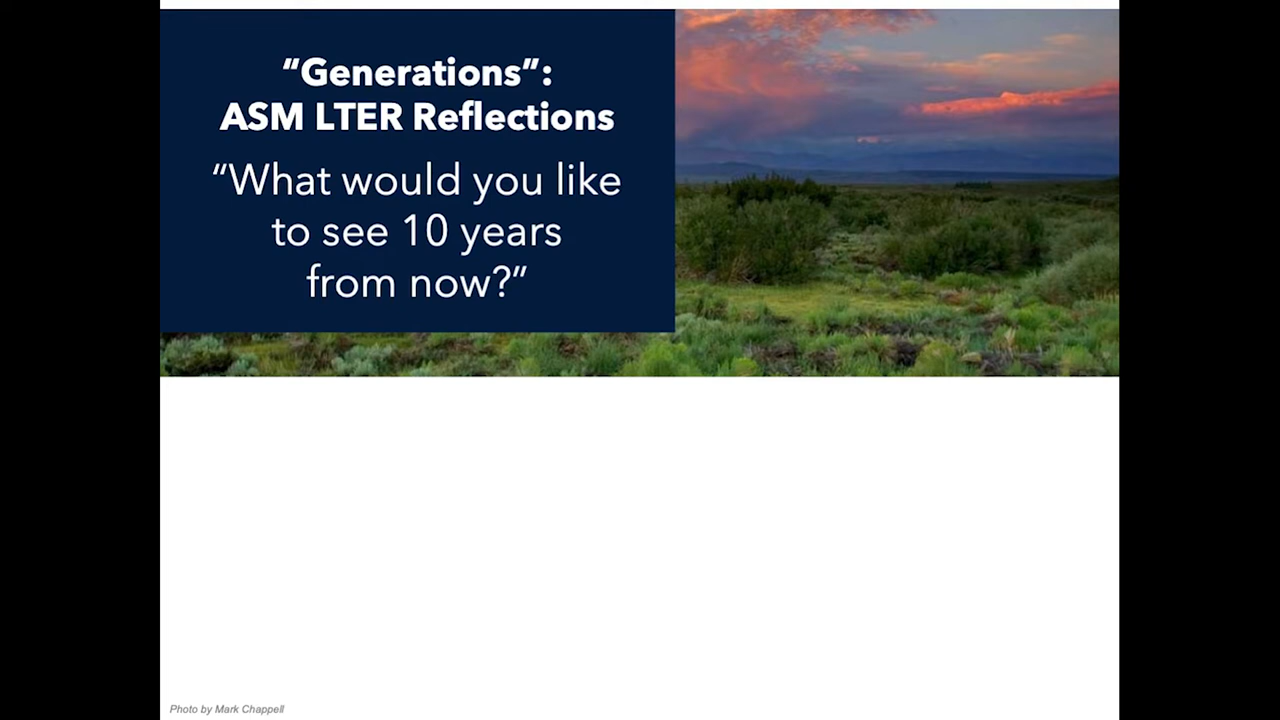 “Generations”:
ASM LTER Reflections
“What would you like
to see 10 years
from now?”
Photo by Mark Chappell